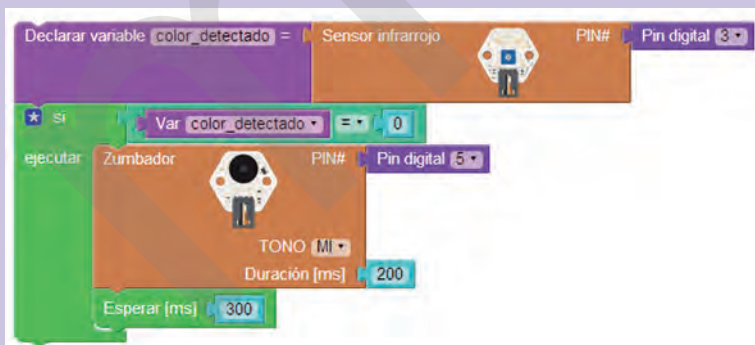 Declarar variable color_detectado = Sensor infrarrojo PIN# Pin digital 3
si Var color_detectado = 0
ejecutar Zumbador PIN# Pin digital 5
TONO MI
Duración [ms] 200
Esperar [ms] 300